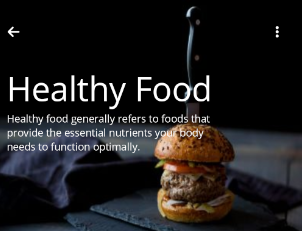 Healthy Food
Healthy food generally refers to foods that
provide the essential nutrients your body
needs to function optimally.